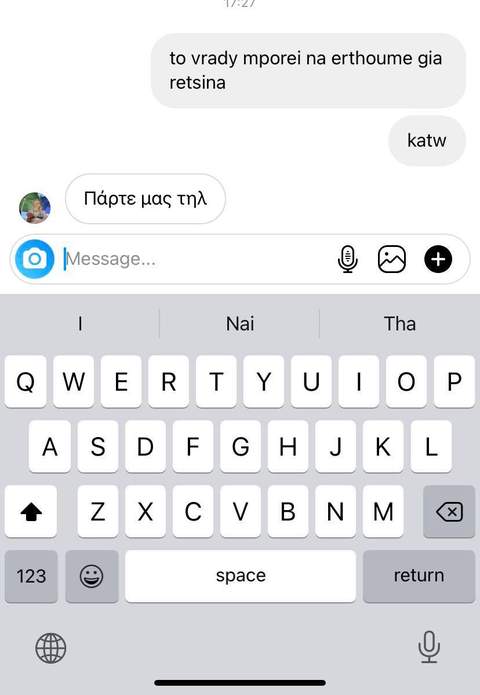 17:27
to vrady mporei na erthoume gia
retsina
katw
Πάρτε μας τηλ
Message...
I Nai Tha
Q W E R T Y U I O P
A S D F G H J K L
Z X C V B N M
123 space return